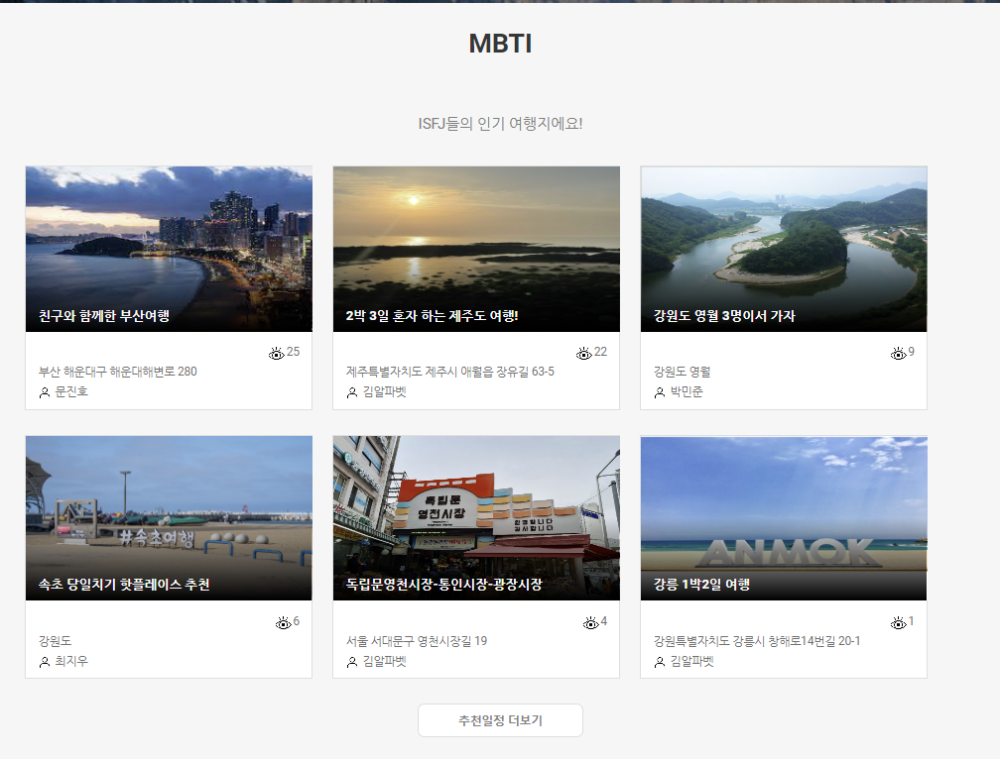 MBTI
ISFJ들의 인기 여행지에요!
친구와 함께한 부산여행
25
부산 해운대구 해운대해변로 280
문진호
2박 3일 혼자 하는 제주도 여행!
22
제주특별자치도 제주시 애월읍 장유길 63-5
김알파벳
강원도 영월 3명이서 가자
9
강원도 영월
박민준
#속초여행
속초 당일치기 핫플레이스 추천
6
강원도
최지우
독립문
영천시장
환영합니다
감사합니다
독립문영천시장-통인시장-광장시장
4
서울 서대문구 영천시장길 19
김알파벳
ANMOK
강릉 1박2일 여행
1
강원특별자치도 강릉시 창해로14번길 20-1
김알파벳
추천일정 더보기